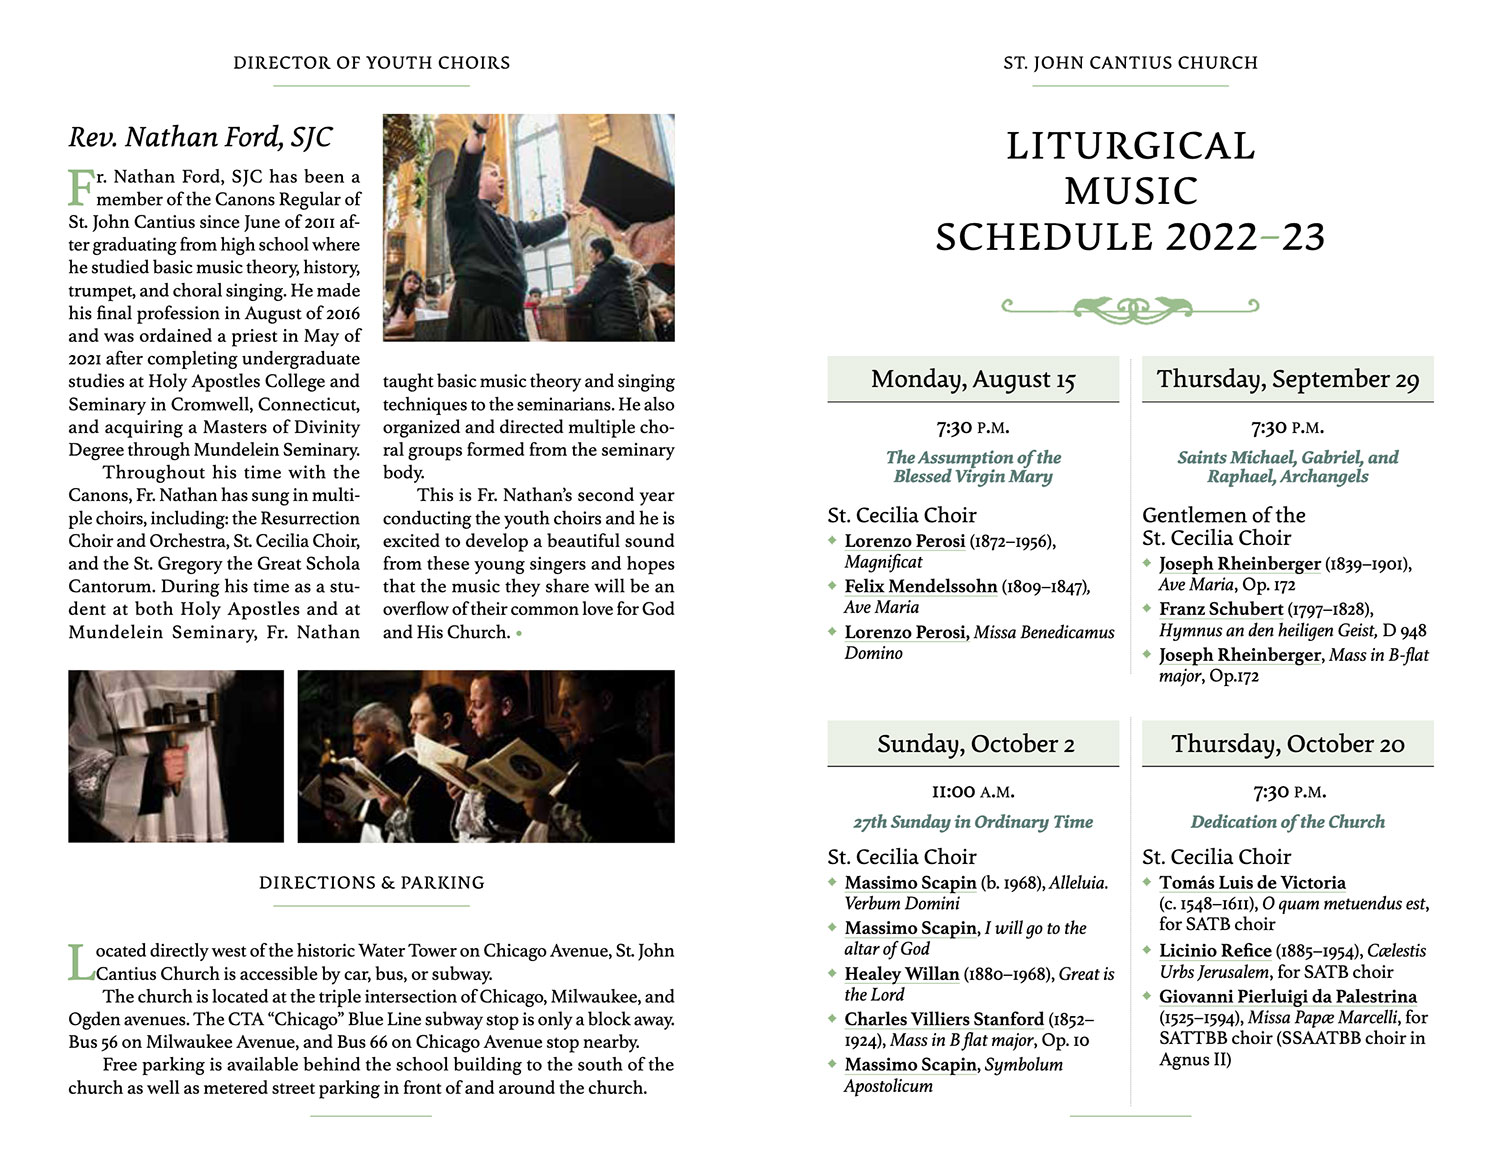 DIRECTOR OF YOUTH CHOIRS
Rev. Nathan Ford, SJC
Fr. Nathan Ford, SJC has been a
member of the Canons Regular of
St. John Cantius since June of 2011 af-
ter graduating from high school where
he studied basic music theory, history,
trumpet, and choral singing. He made
his final profession in August of 2016
and was ordained a priest in May of
2021 after completing undergraduate
studies at Holy Apostles College and
Seminary in Cromwell, Connecticut,
and acquiring a Masters of Divinity
Degree through Mundelein Seminary.
Throughout his time with the
Canons, Fr. Nathan has sung in multi-
ple choirs, including: the Resurrection
Choir and Orchestra, St. Cecilia Choir,
and the St. Gregory the Great Schola
Cantorum. During his time as a stu-
dent at both Holy Apostles and at
Mundelein Seminary, Fr. Nathan
taught basic music theory and singing
techniques to the seminarians. He also
organized and directed multiple cho-
ral groups formed from the seminary
body.
This is Fr. Nathan's second year
conducting the youth choirs and he is
excited to develop a beautiful sound
from these young singers and hopes
that the music they share will be an
overflow of their common love for God
and His Church. •
DIRECTIONS & PARKING
Located directly west of the historic Water Tower on Chicago Avenue, St. John
Cantius Church is accessible by car, bus, or subway.
The church is located at the triple intersection of Chicago, Milwaukee, and
Ogden avenues. The CTA “Chicago” Blue Line subway stop is only a block away.
Bus 56 on Milwaukee Avenue, and Bus 66 on Chicago Avenue stop nearby.
Free parking is available behind the school building to the south of the
church as well as metered street parking in front of and around the church.
ST. JOHN CANTIUS CHURCH
LITURGICAL
MUSIC
SCHEDULE 2022–23
Monday, August 15
7:30 P.M.
The Assumption of the
Blessed Virgin Mary
St. Cecilia Choir
◆ Lorenzo Perosi (1872–1956),
Magnificat
◆ Felix Mendelssohn (1809–1847),
Ave Maria
◆ Lorenzo Perosi, Missa Benedicamus
Domino
Thursday, September 29
7:30 P.M.
Saints Michael, Gabriel, and
Raphael, Archangels
Gentlemen of the
St. Cecilia Choir
◆ Joseph Rheinberger (1839–1901),
Ave Maria, Op. 172
◆ Franz Schubert (1797–1828),
Hymnus an den heiligen Geist, D 948
◆ Joseph Rheinberger, Mass in B-flat
major, Op.172
Sunday, October 2
11:00 A.M.
27th Sunday in Ordinary Time
St. Cecilia Choir
◆ Massimo Scapin (b. 1968), Alleluia.
Verbum Domini
◆ Massimo Scapin, I will go to the
altar of God
◆ Healey Willan (1880–1968), Great is
the Lord
◆ Charles Villiers Stanford (1852–
1924), Mass in B flat major, Op. 10
◆ Massimo Scapin, Symbolum
Apostolicum
Thursday, October 20
7:30 P.M.
Dedication of the Church
St. Cecilia Choir
◆ Tomás Luis de Victoria
(c. 1548–1611), O quam metuendus est,
for SATB choir
◆ Licinio Refice (1885–1954), Cœlestis
Urbs Jerusalem, for SATB choir
◆ Giovanni Pierluigi da Palestrina
(1525–1594), Missa Papæ Marcelli, for
SATTBB choir (SSAATBB choir in
Agnus II)